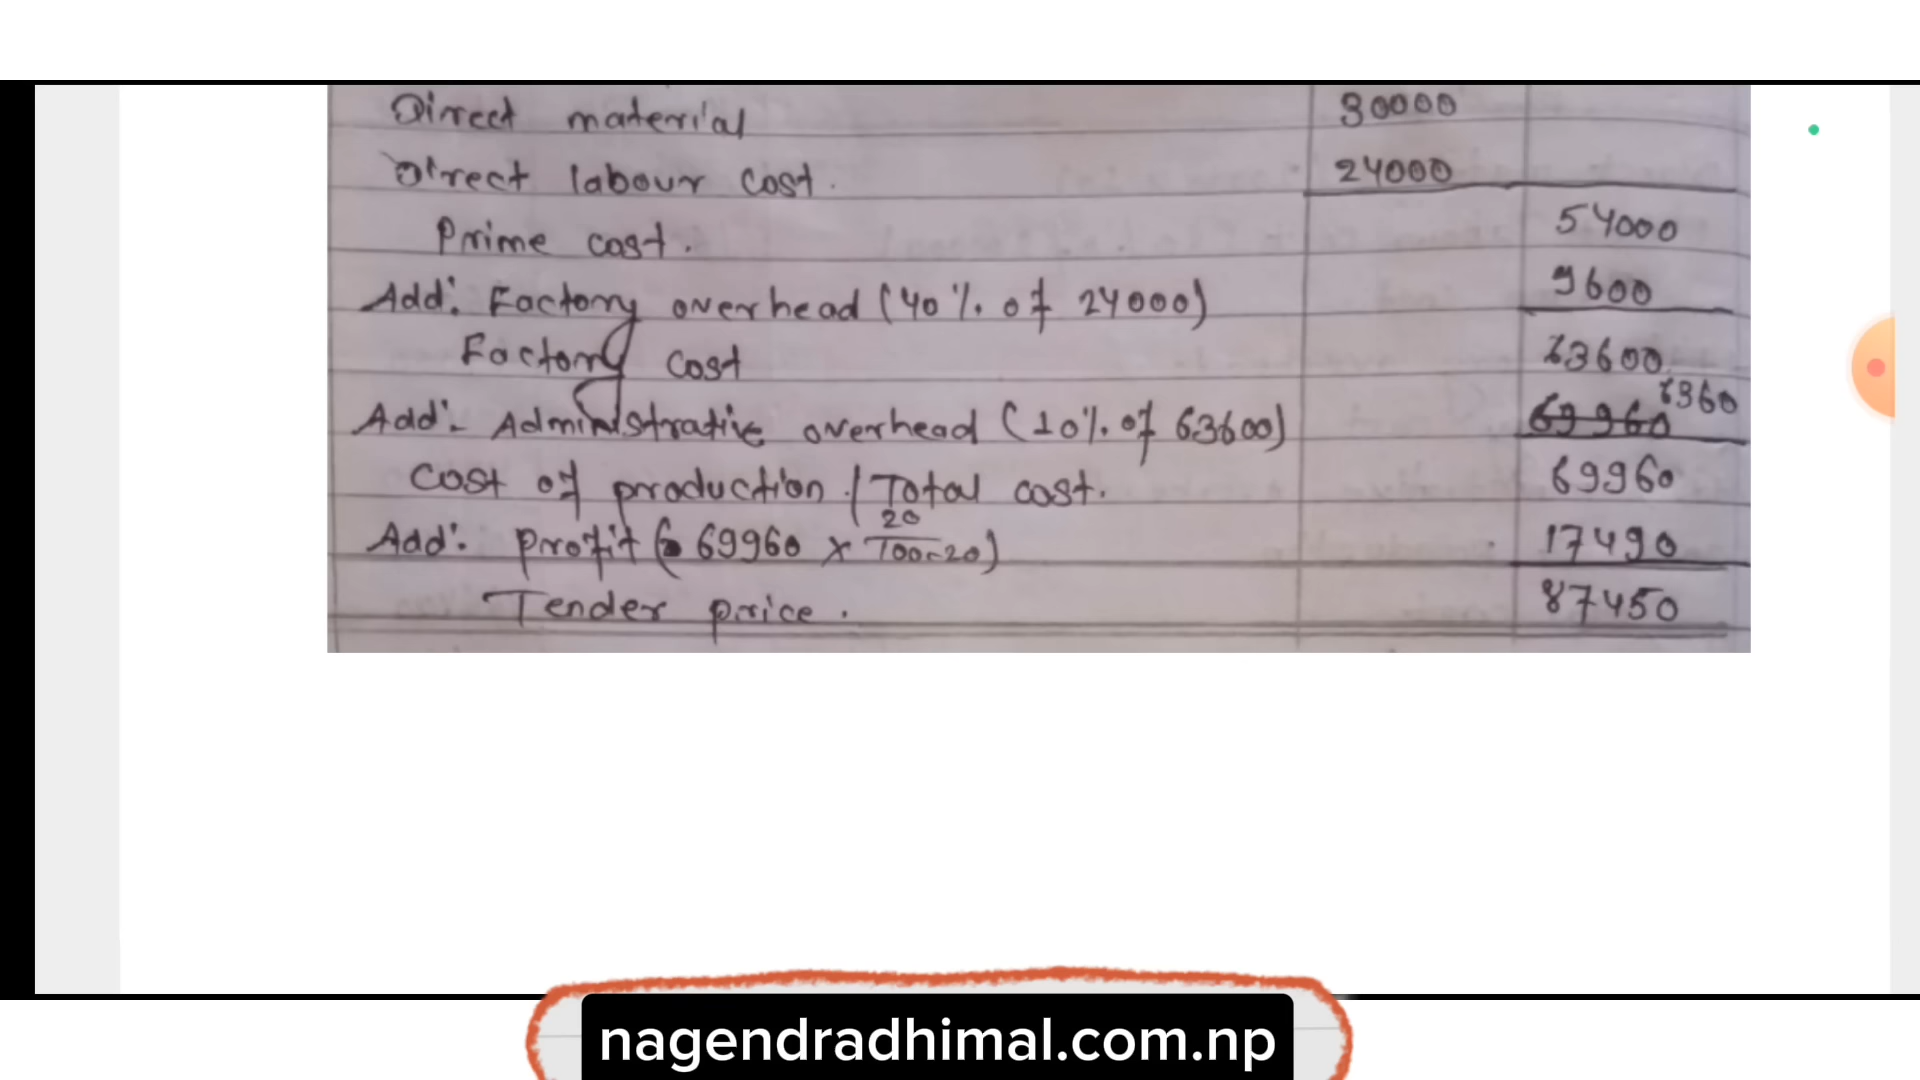 Direct material 30000
Direct labour cost. 24000
Prime cost. 54000
Add: Factory overhead (40% of 24000) 9600
Factory cost 63600
Add:- Administrative overhead (10% of 63600) 69960 6360
Cost of production / Total cost. 69960
Add: Profit ( 69960 x 20/100-20) 17490
Tender price. 87450
nagendradhimal.com.np